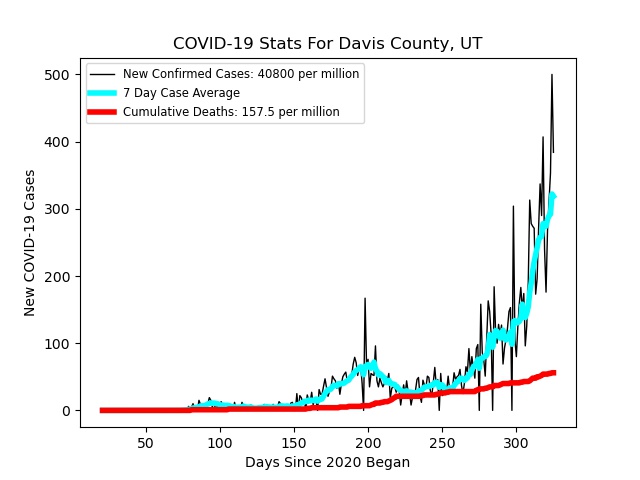 COVID-19 Stats For Davis County, UT
New Confirmed Cases: 40800 per million
7 Day Case Average
Cumulative Deaths: 157.5 per million
New COVID-19 Cases
500
400
300
200
100
0
50 100 150 200 250 300
Days Since 2020 Began